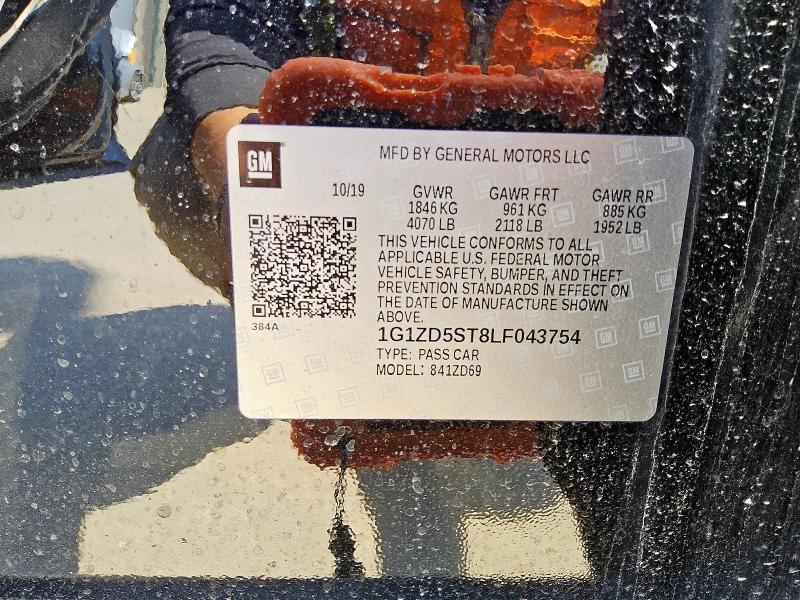 GM
MFD BY GENERAL MOTORS LLC
10/19 GVWR GAWR FRT GAWR RR
1846 KG 961 KG 885 KG
4070 LB 2118 LB 1952 LB
THIS VEHICLE CONFORMS TO ALL
APPLICABLE U.S. FEDERAL MOTOR
VEHICLE SAFETY, BUMPER, AND THEFT
PREVENTION STANDARDS IN EFFECT ON
THE DATE OF MANUFACTURE SHOWN
ABOVE.
384A
1G1ZD5ST8LF043754
TYPE: PASS CAR
MODEL: 841ZD69